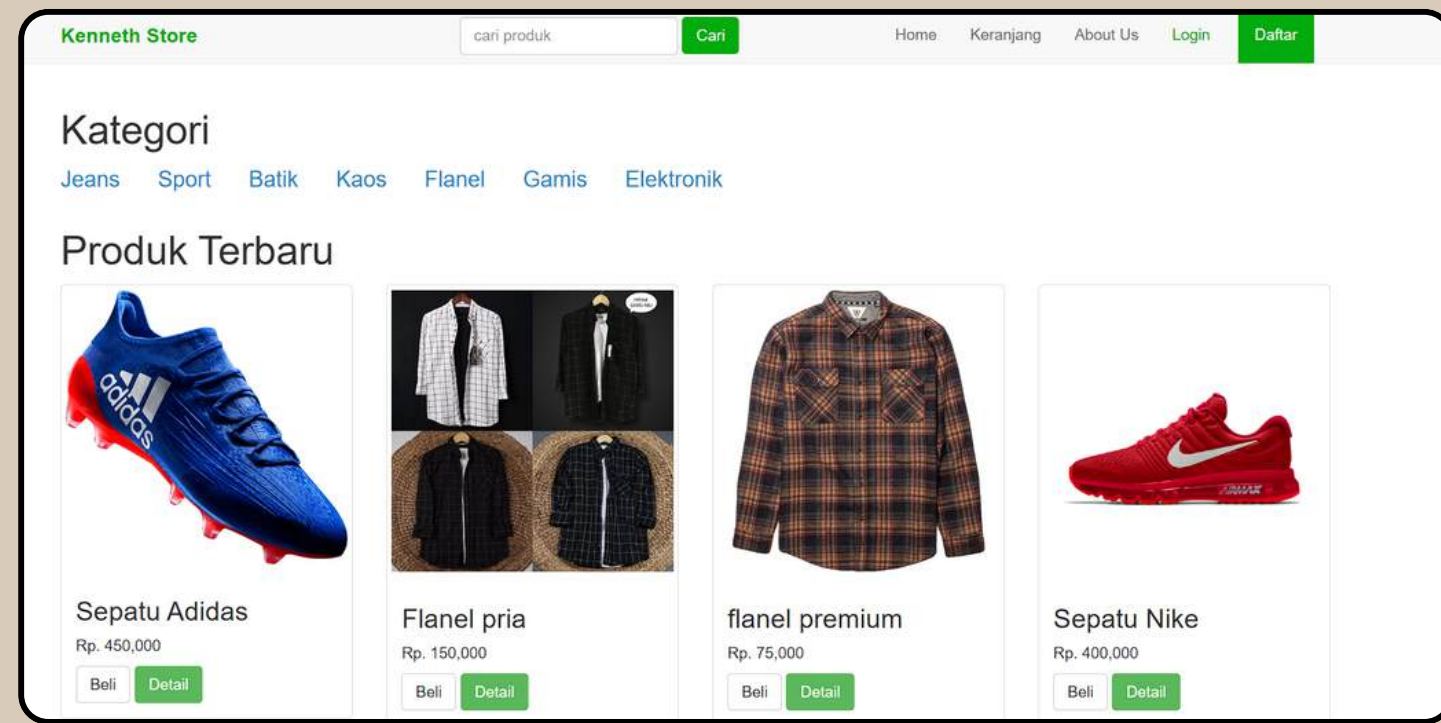 Kenneth Store
cari produk
Cari
Home
Keranjang
About Us
Login
Daftar
Kategori
Jeans
Sport
Batik
Kaos
Flanel
Gamis
Elektronik
Produk Terbaru
adidas
AIRMAX
Sepatu Adidas
Rp. 450,000
Beli
Detail
Flanel pria
Rp. 150,000
Beli
Detail
flanel premium
Rp. 75,000
Beli
Detail
Sepatu Nike
Rp. 400,000
Beli
Detail